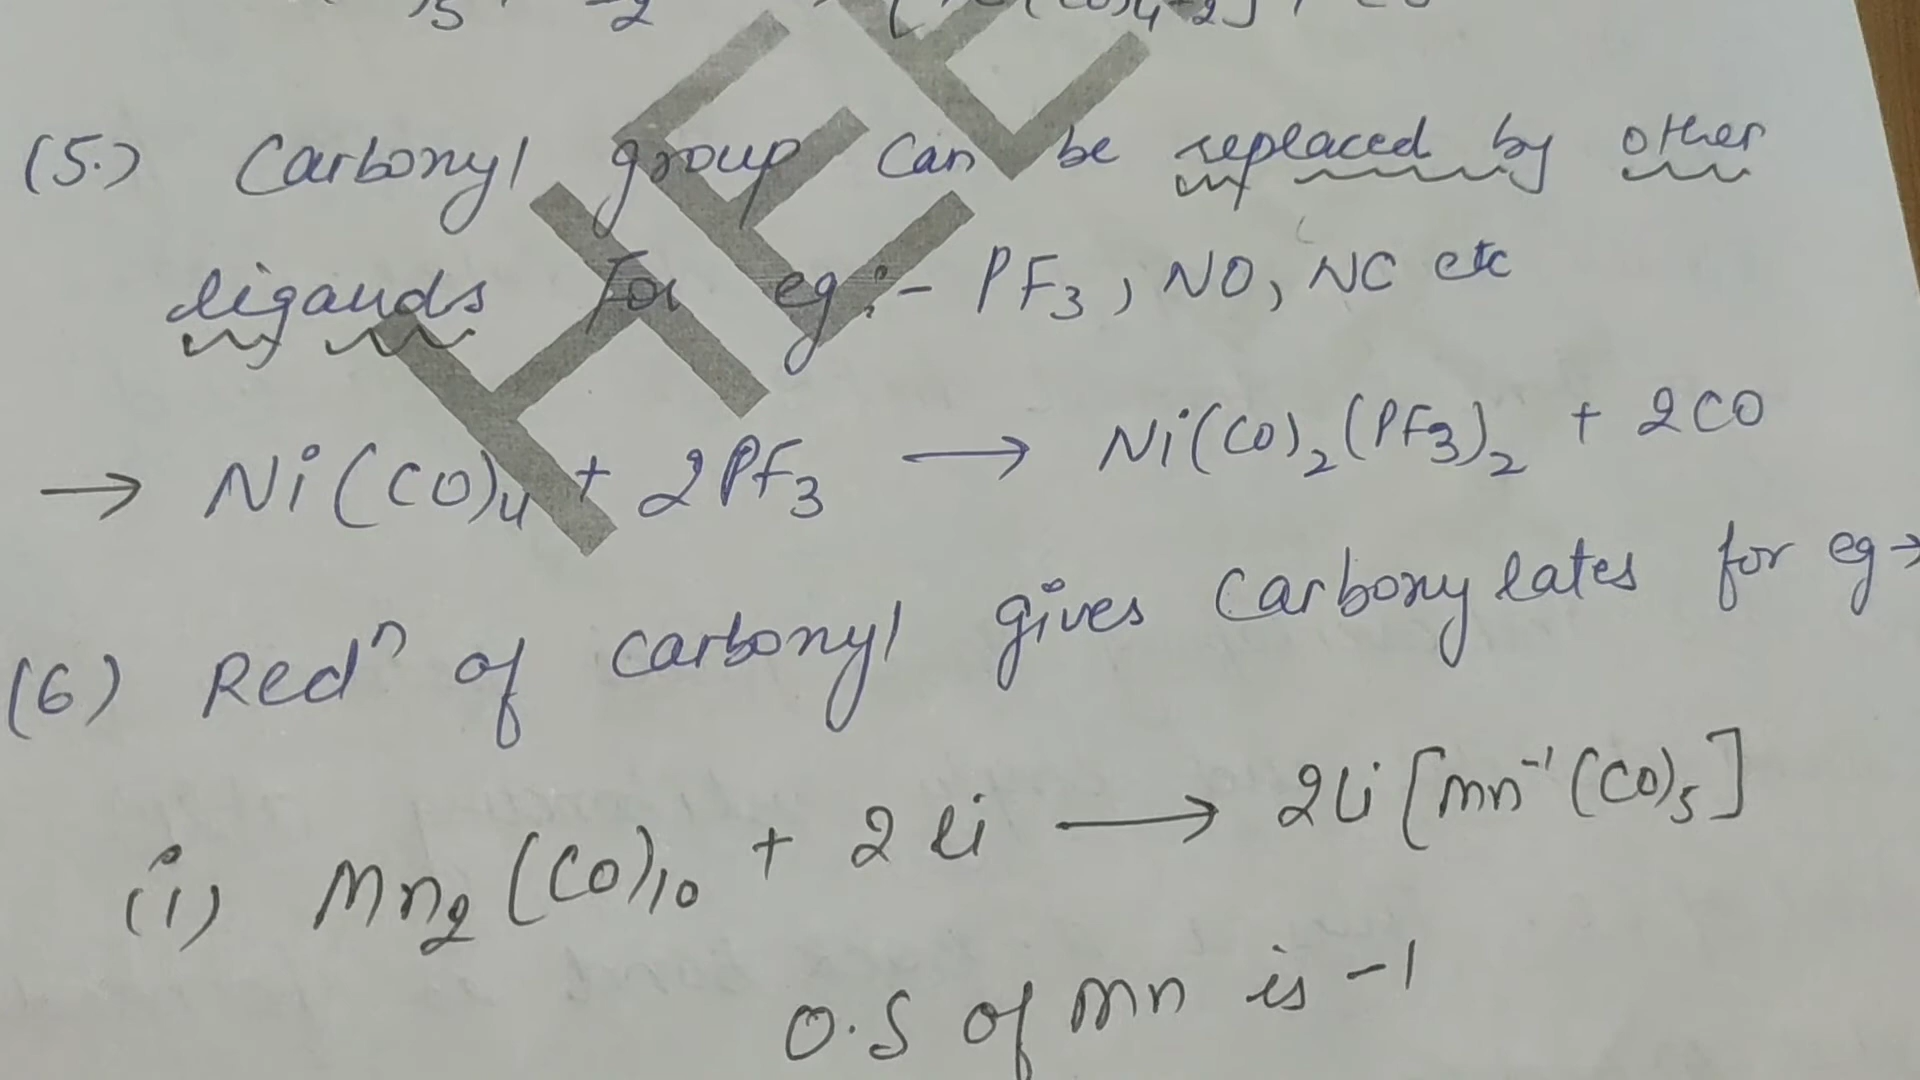 (5.) Carbonyl group can be replaced by other
ligands for eg:- PF₃, NO, NC etc
→ Ni(CO)₄ + 2PF₃ → Ni(CO)₂(PF₃)₂ + 2CO
(6) Redⁿ of carbonyl gives carbonylates for eg→
(i) Mn₂(CO)₁₀ + 2Li → 2Li[Mn⁻¹(CO)₅]
O.S of Mn is -1